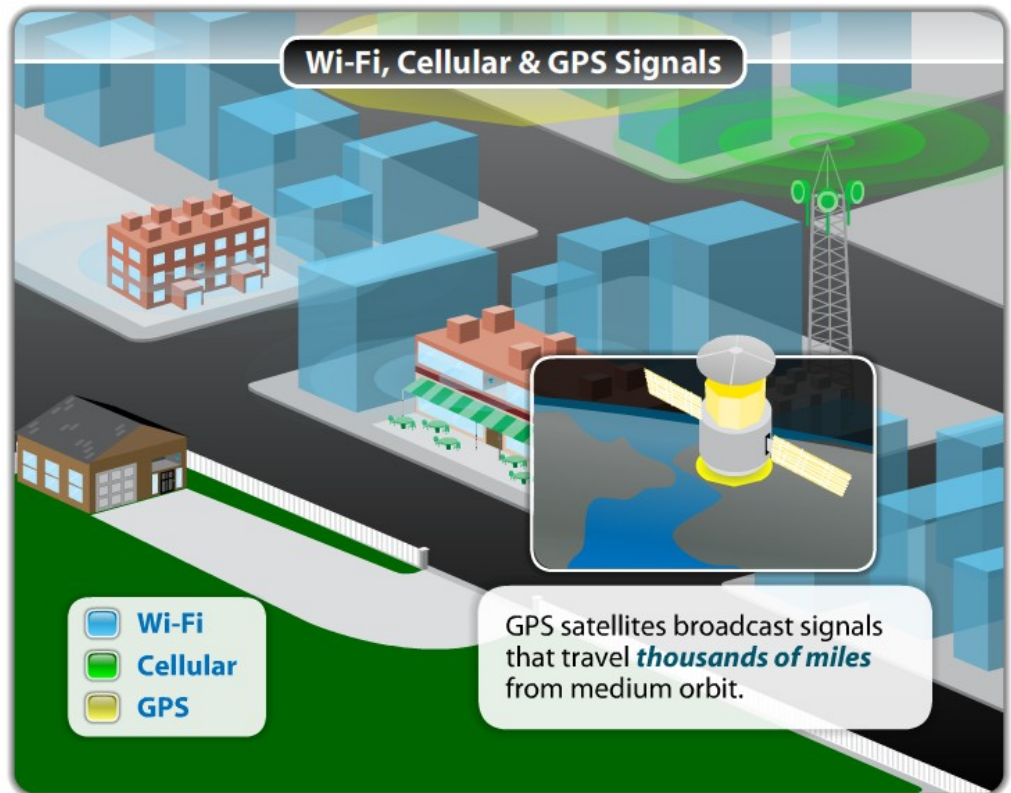 Wi-Fi, Cellular & GPS Signals
Wi-Fi
Cellular
GPS
GPS satellites broadcast signals
that travel thousands of miles
from medium orbit.